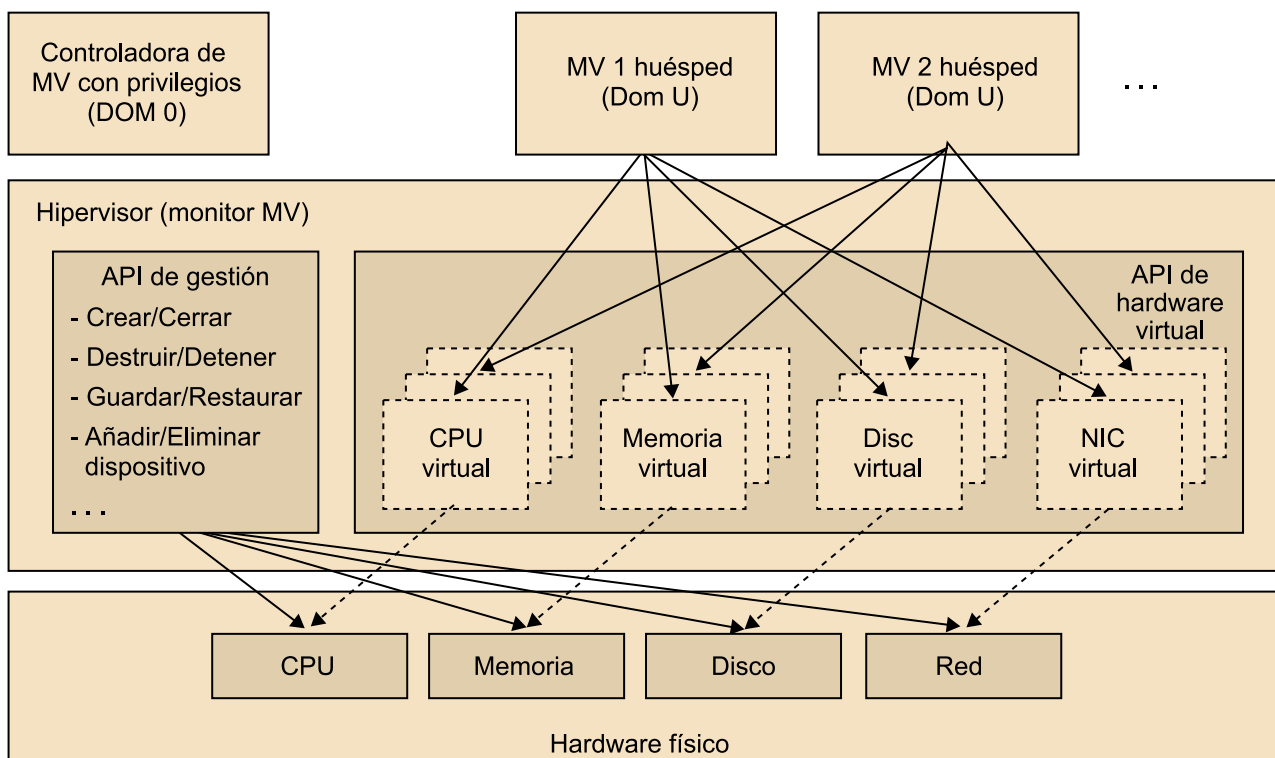 Controladora de
MV con privilegios
(DOM 0)
MV 1 huésped
(Dom U)
MV 2 huésped
(Dom U)
...
Hipervisor (monitor MV)
API de gestión
- Crear/Cerrar
- Destruir/Detener
- Guardar/Restaurar
- Añadir/Eliminar
dispositivo
...
API de
hardware
virtual
CPU
virtual
Memoria
virtual
Disc
virtual
NIC
virtual
CPU
Memoria
Disco
Red
Hardware físico